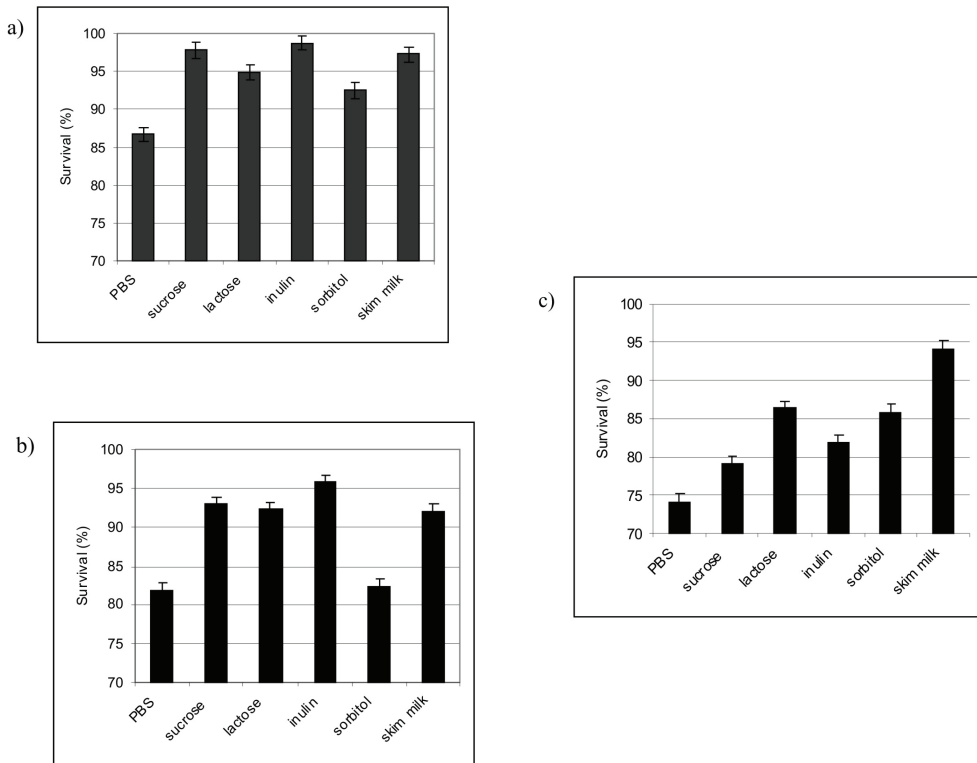 a)
100
95
90
85
80
75
70
Survival (%)
PBS
sucrose
lactose
inulin
sorbitol
skim milk
b)
100
95
90
85
80
75
70
Survival (%)
PBS
sucrose
lactose
inulin
sorbitol
skim milk
c)
100
95
90
85
80
75
70
Survival (%)
PBS
sucrose
lactose
inulin
sorbitol
skim milk